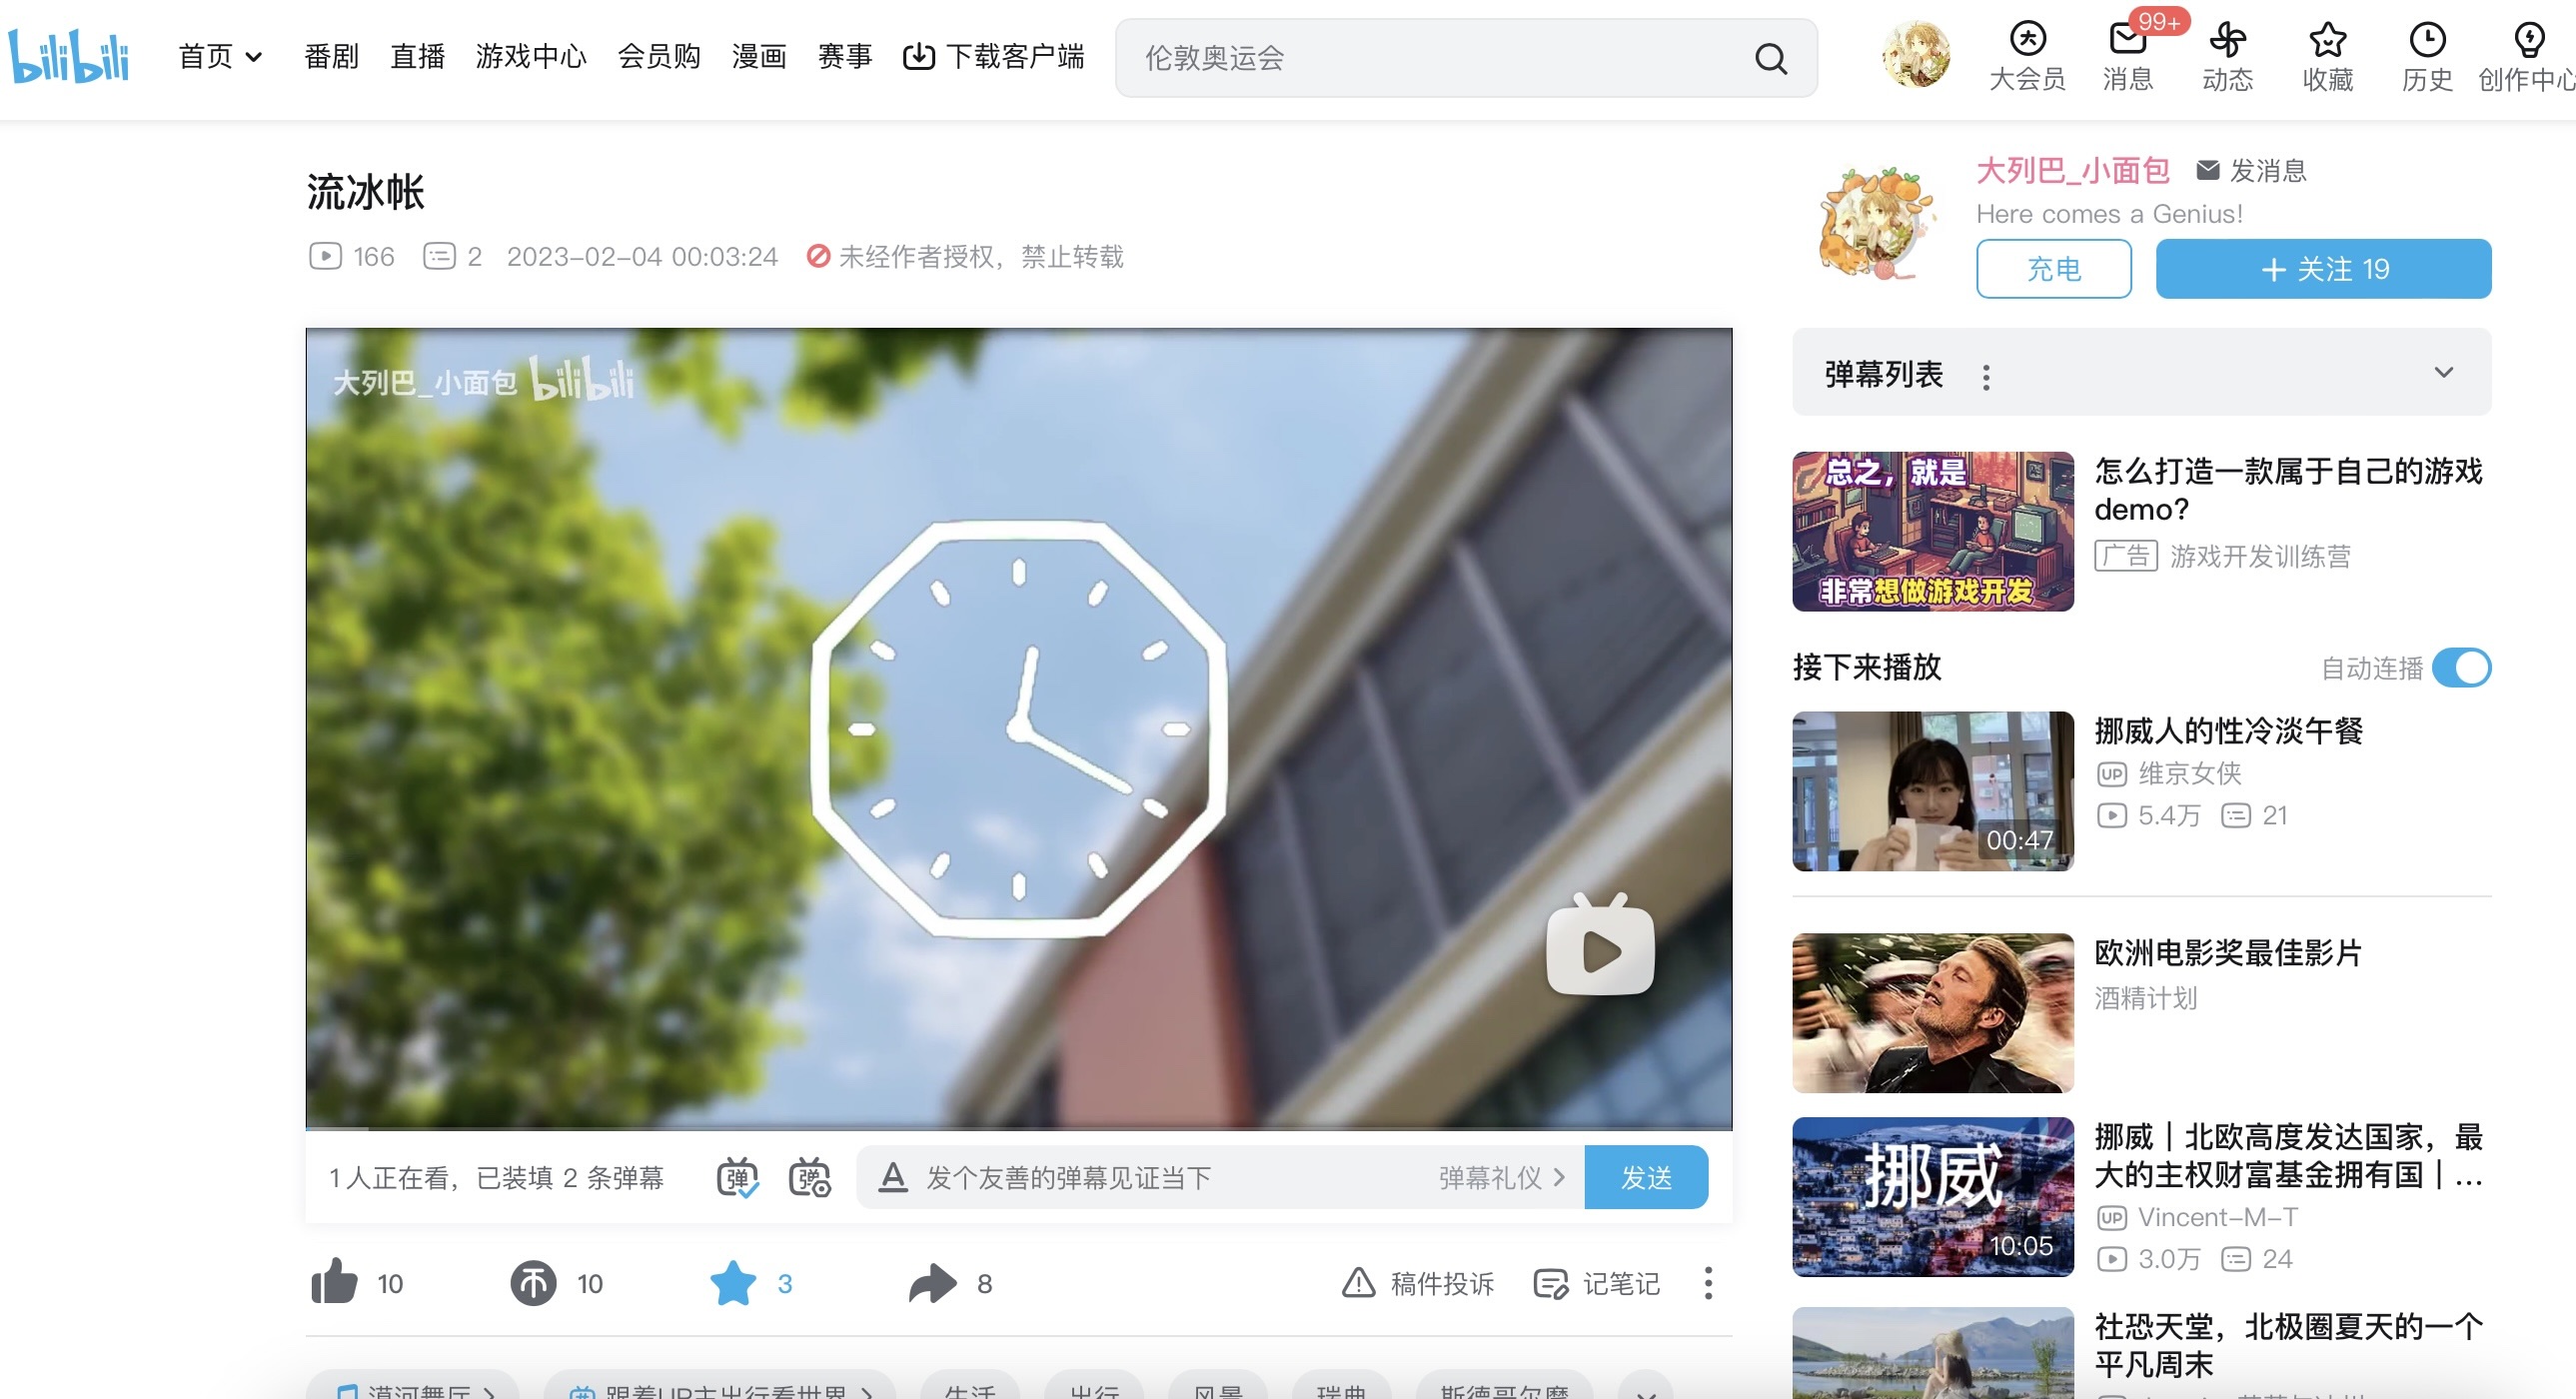 bilibili
首页
番剧
直播
游戏中心
会员购
漫画
赛事
下载客户端
伦敦奥运会
大会员
99+
消息
动态
收藏
历史
创作中心
流冰帐
166
2
2023-02-04 00:03:24
未经作者授权，禁止转载
大列巴_小面包
发消息
Here comes a Genius!
充电
+ 关注 19
大列巴_小面包 bilibili
弹幕列表
总之，就是
非常想做游戏开发
怎么打造一款属于自己的游戏
demo?
广告 游戏开发训练营
接下来播放
自动连播
00:47
挪威人的性冷淡午餐
UP 维京女侠
5.4万 21
欧洲电影奖最佳影片
酒精计划
挪威
10:05
挪威｜北欧高度发达国家，最
大的主权财富基金拥有国｜...
UP Vincent-M-T
3.0万 24
社恐天堂，北极圈夏天的一个
平凡周末
1人正在看，已装填 2 条弹幕
弹
弹
A 发个友善的弹幕见证当下
弹幕礼仪 >
发送
10
10
3
8
稿件投诉
记笔记
漠河舞厅 >
跟着UP主出行看世界 >
生活
出行
风景
瑞典
斯德哥尔摩